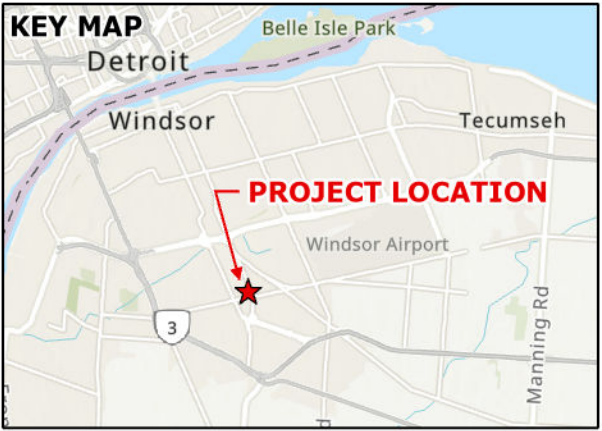 KEY MAP
Belle Isle Park
Detroit
Windsor
Tecumseh
PROJECT LOCATION
Windsor Airport
Manning Rd
3